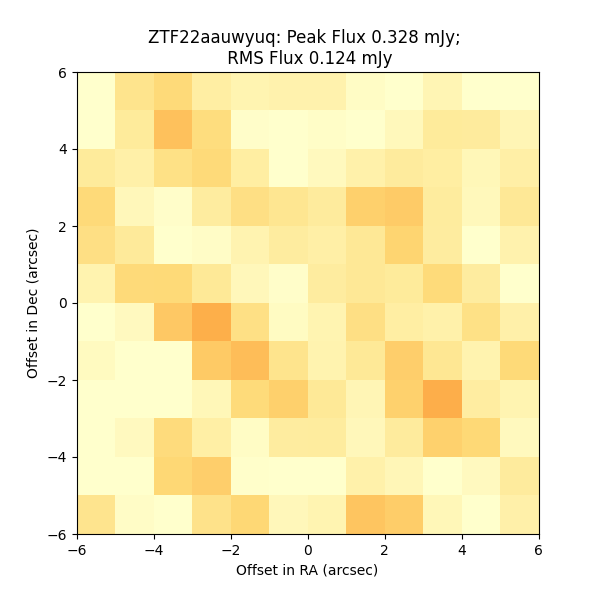 ZTF22aauwyuq: Peak Flux 0.328 mJy;
RMS Flux 0.124 mJy
6
4
2
0
−2
−4
−6
Offset in Dec (arcsec)
−6 −4 −2 0 2 4 6
Offset in RA (arcsec)